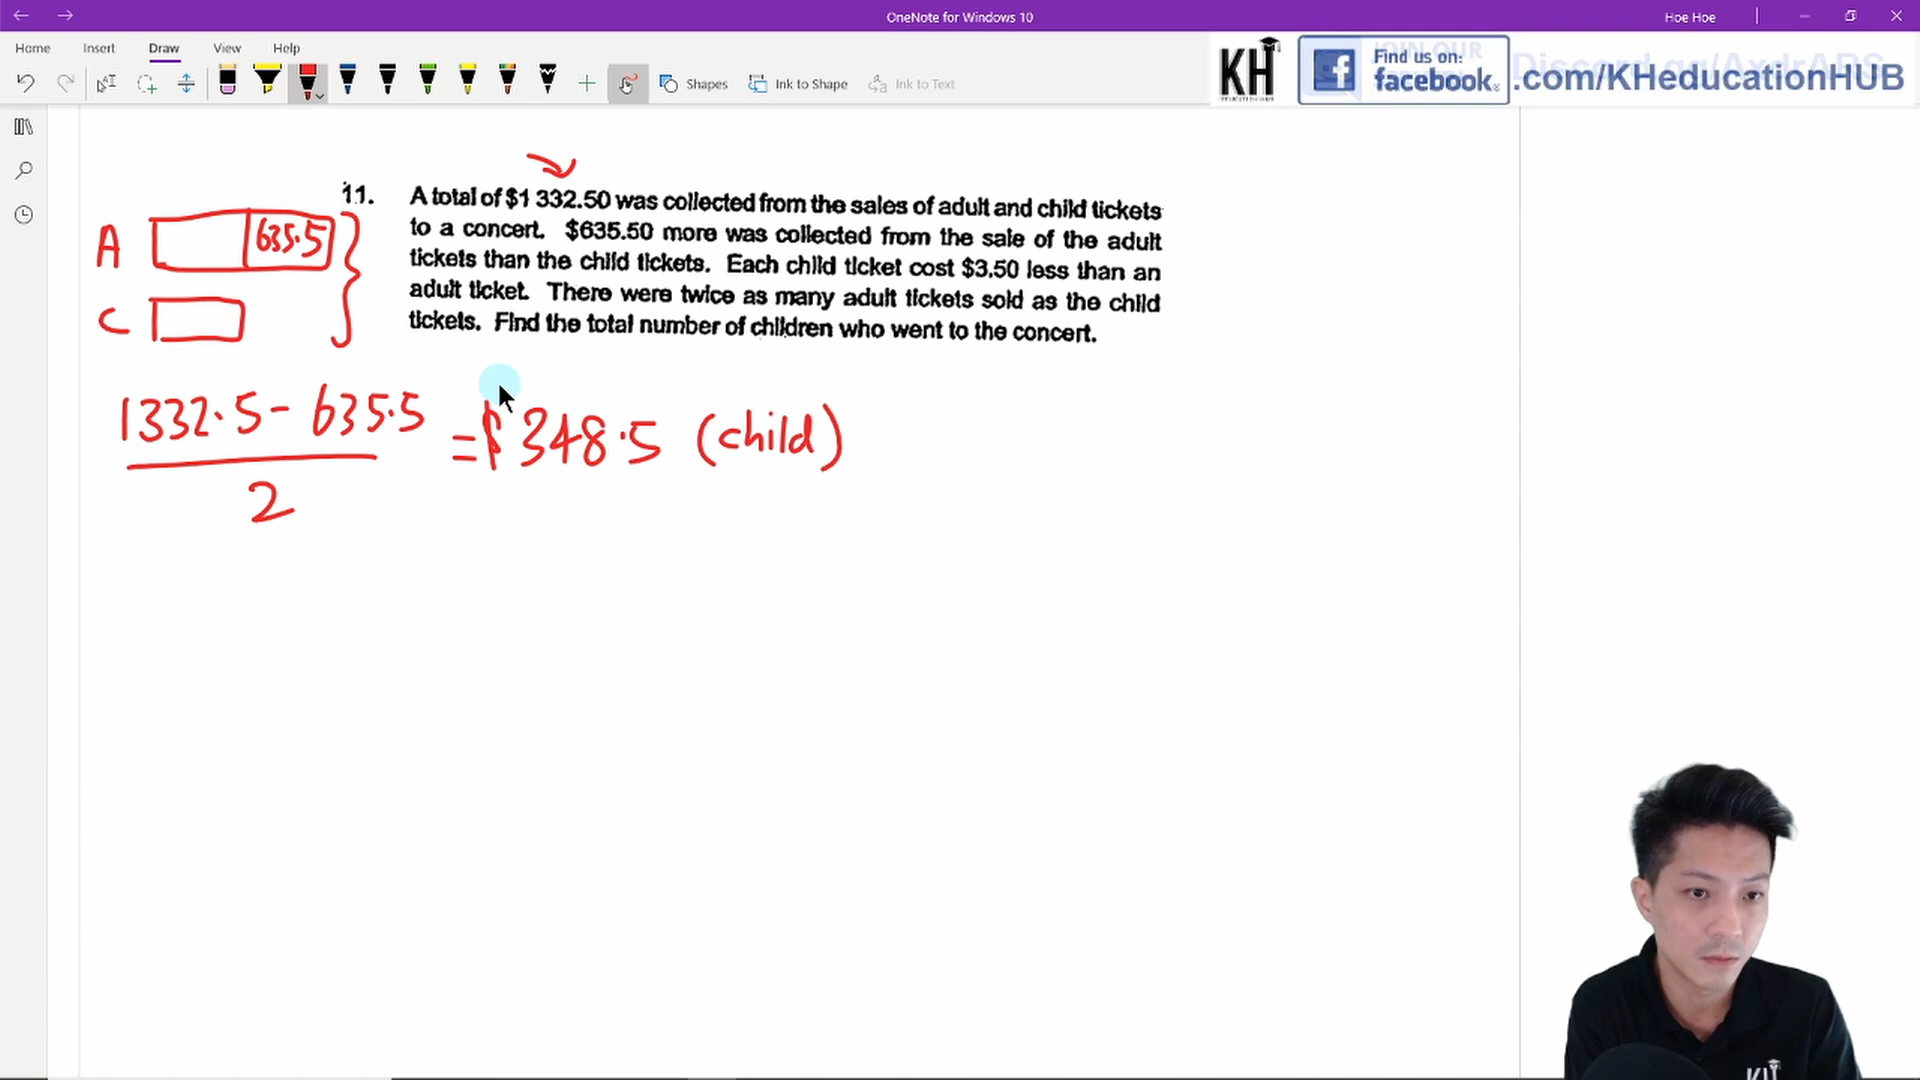 OneNote for Windows 10
Hoe Hoe
Home Insert Draw View Help
Shapes Ink to Shape Ink to Text
KH
Find us on:
facebook.com/KHeducationHUB
11. A total of $1 332.50 was collected from the sales of adult and child tickets
to a concert. $635.50 more was collected from the sale of the adult
tickets than the child tickets. Each child ticket cost $3.50 less than an
adult ticket. There were twice as many adult tickets sold as the child
tickets. Find the total number of children who went to the concert.
A 635.5
C
1332.5 - 635.5
= $348.5 (child)
2
KH